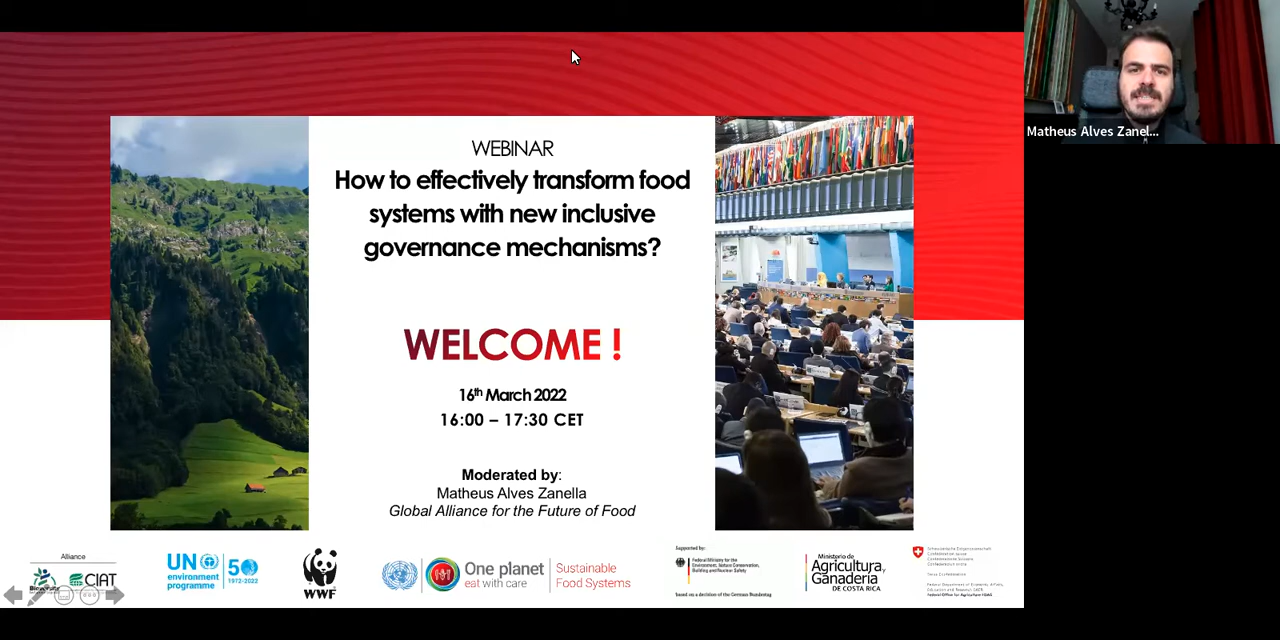 WEBINAR
How to effectively transform food
systems with new inclusive
governance mechanisms?
WELCOME !
16th March 2022
16:00 – 17:30 CET
Moderated by:
Matheus Alves Zanella
Global Alliance for the Future of Food
Matheus Alves Zanel...
Alliance
CIAT
UN
environment
programme
50
1972-2022
WWF
One planet
eat with care
Sustainable
Food Systems
Supported by:
Federal Ministry for the
Environment, Nature Conservation,
Building and Nuclear Safety
based on a decision of the German Bundestag
Ministerio de
Agricultura y
Ganadería
DE COSTA RICA
Schweizerische Eidgenossenschaft
Confédération suisse
Confederazione Svizzera
Confederaziun svizra
Swiss Confederation
Federal Department of Economic Affairs,
Education and Research EAER
Federal Office for Agriculture FOAG